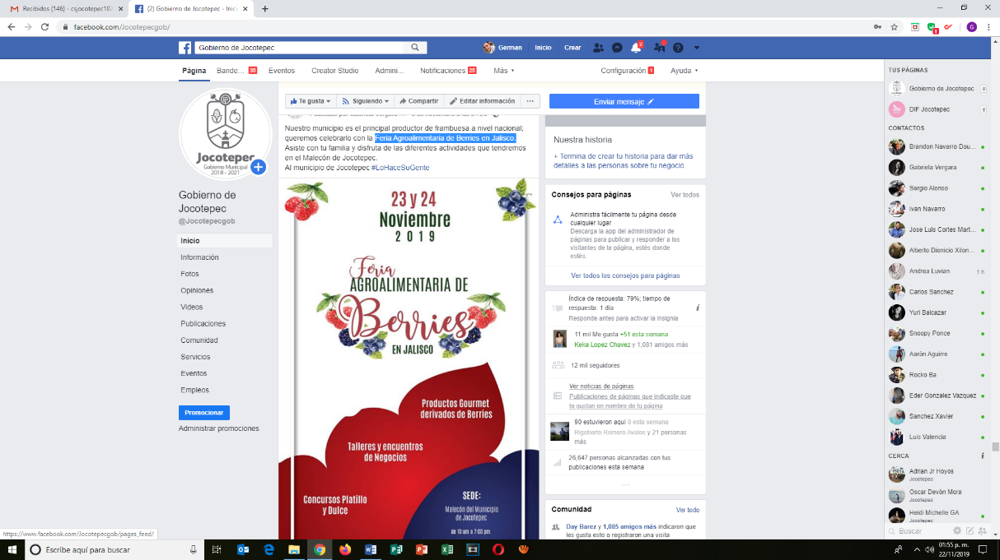 Recibidos (146) - csjocotepec182
(2) Gobierno de Jocotepec - Inici
facebook.com/Jocotepecgob/
G
Gobierno de Jocotepec
German
Inicio
Crear
2
Página
Bande... 36
Eventos
Creator Studio
Admini...
Notificaciones 25
Más
Configuración 1
Ayuda
Jocotepec
Gobierno Municipal
2018 - 2021
Gobierno de
Jocotepec
@Jocotepecgob
Inicio
Información
Fotos
Opiniones
Videos
Publicaciones
Comunidad
Servicios
Eventos
Empleos
Promocionar
Administrar promociones
Te gusta
Siguiendo
Compartir
Editar información
...
Enviar mensaje
Nuestro municipio es el principal productor de frambuesa a nivel nacional;
queremos celebrarlo con la Feria Agroalimentaria de Berries en Jalisco.
Asiste con tu familia y disfruta de las diferentes actividades que tendremos
en el Malecón de Jocotepec.
Al municipio de Jocotepec #LoHaceSuGente
23 y 24
Noviembre
2019
Feria
AGROALIMENTARIA DE
Berries
EN JALISCO
Productos Gourmet
derivados de Berries
Talleres y encuentros
de Negocios
Concursos Platillo
y Dulce
SEDE:
Malecón del Municipio
de Jocotepec
de 10 am a 7:00 pm.
Nuestra historia
+ Termina de crear tu historia para dar más
detalles a las personas sobre tu negocio.
Consejos para páginas
Ver todos
Administra fácilmente tu página desde
cualquier lugar
Descarga la app del administrador de
páginas para publicar y responder a los
visitantes de la página, estés donde
estés.
Ver todos los consejos para páginas
Índice de respuesta: 79%; tiempo de
respuesta: 1 día
Responde antes para activar la insignia
11 mil Me gusta +51 esta semana
Keka Lopez Chavez y 1,081 amigos más
12 mil seguidores
Ver noticias de páginas
Publicaciones de páginas que indicaste que
te gustan en nombre de tu página
90 estuvieron aquí 0 esta semana
Rigoberto Romero Avalos y 21 personas
más
26,647 personas alcanzadas con tus
publicaciones esta semana
...
Comunidad
Ver todo
Day Barez y 1,085 amigos más indicaron que
les gusta esto o registraron una visita
TUS PÁGINAS
Gobierno de Jocotepec 9
DIF Jocotepec 6
CONTACTOS
Brandon Navarro Dou...
Gabriela Vergara
Sergio Alonso
Ivan Navarro
Jose Luis Cortes Mart...
Alberto Dionicio Xilon...
Andrea Luvian 1 h
Carlos Sanchez
Yuri Balcazar
Snoopy Ponce
Aarón Aguirre
Rocko Ba
Eder Gonzalez Vazquez
Sanchez Xavier
Luis Valencia
CERCA
Adrian Jr Hoyos
Jocotepec
Oscar Devòn Mora
Jocotepec
Heidi Michelle GA
Jocotepec
Buscar
https://www.facebook.com/Jocotepecgob/pages_feed/
Escribe aquí para buscar
01:55 p. m.
22/11/2019